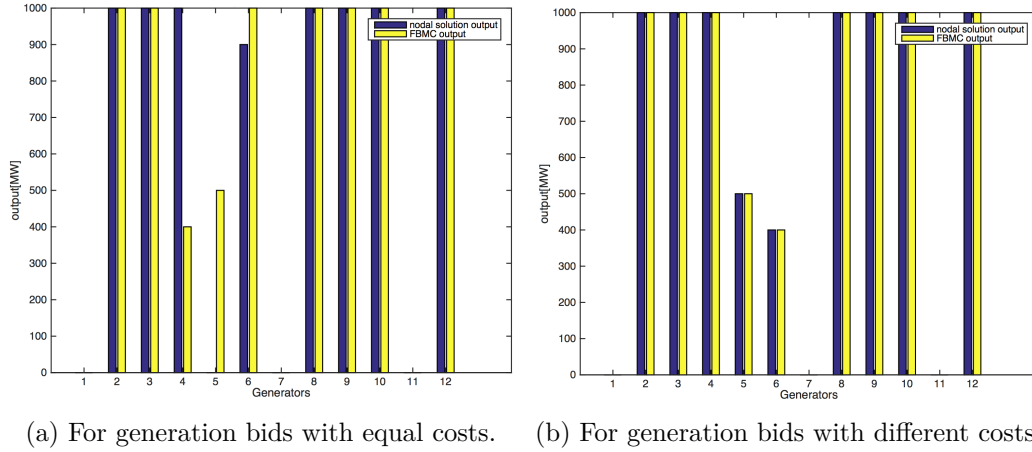 1000
900
800
700
600
500
400
300
200
100
0
output[MW]
1 2 3 4 5 6 7 8 9 10 11 12
Generators
nodal solution output
FBMC output
(a) For generation bids with equal costs.
1000
900
800
700
600
500
400
300
200
100
0
output[MW]
1 2 3 4 5 6 7 8 9 10 11 12
Generators
nodal solution output
FBMC output
(b) For generation bids with different costs